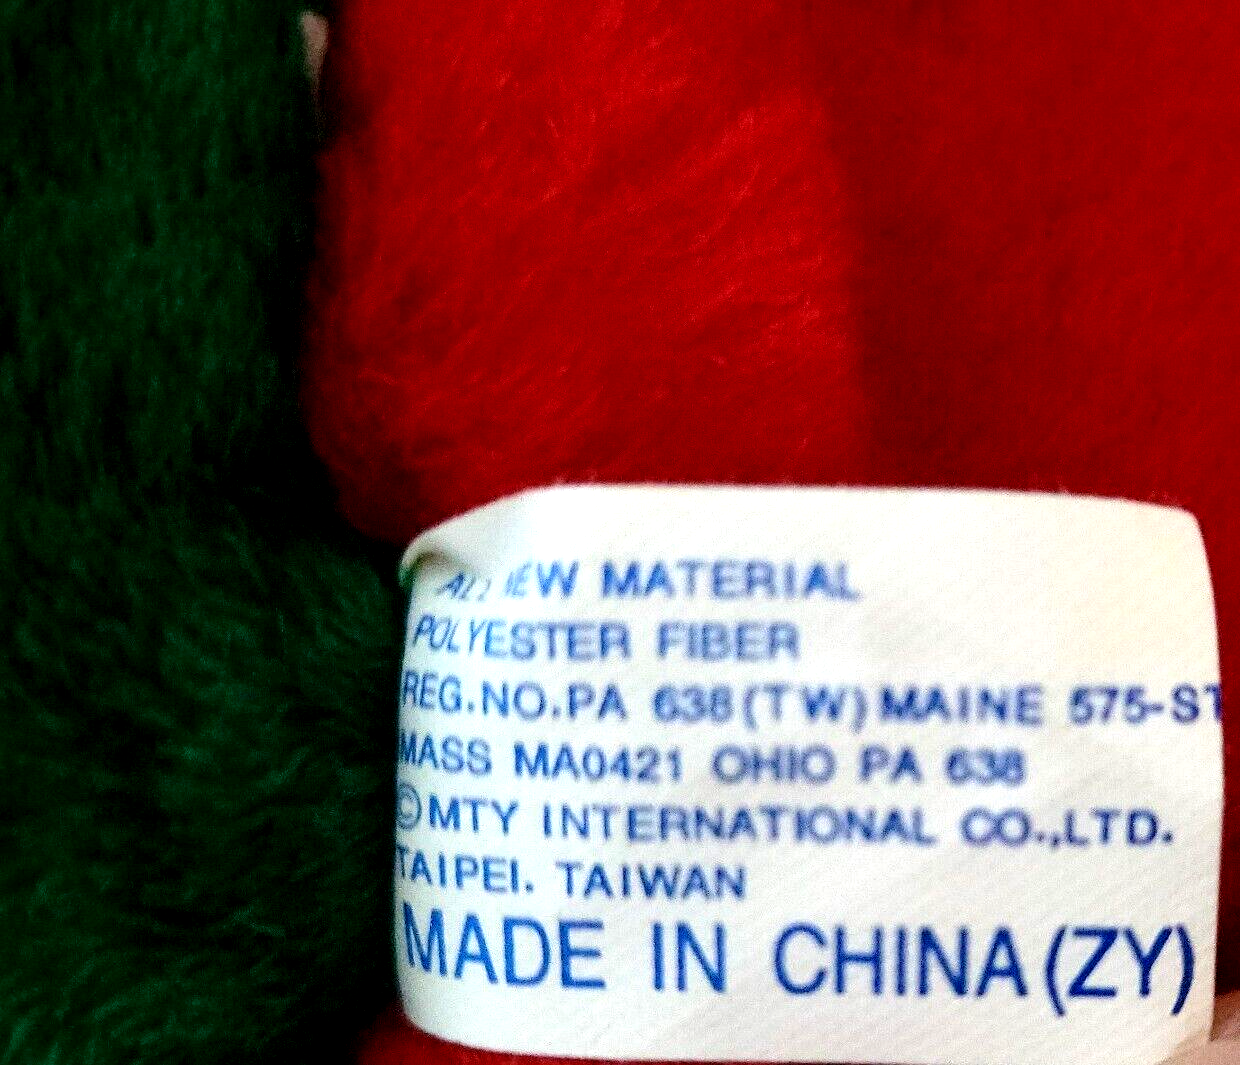 MATERIAL
POLYESTER FIBER
REG.NO.PA 638(TW)MAINE 575-ST
MASS MA0421 OHIO PA 638
©MTY INTERNATIONAL CO.,LTD.
TAIPEI. TAIWAN
MADE IN CHINA(ZY)